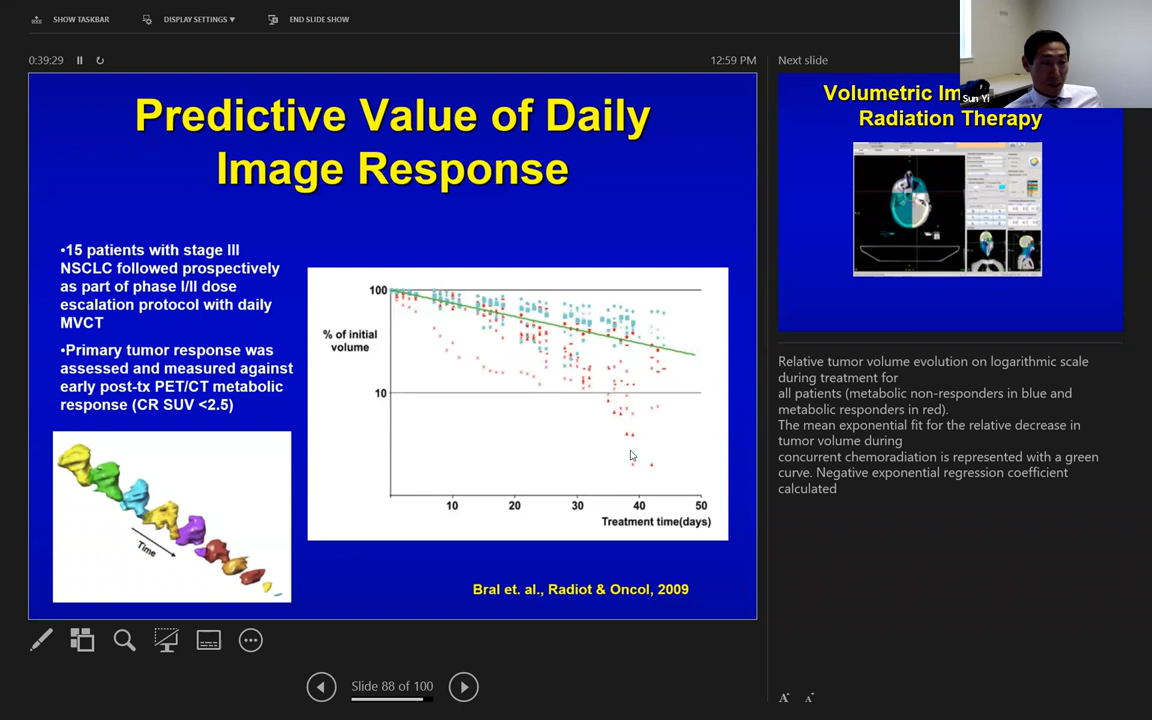 SHOW TASKBAR
DISPLAY SETTINGS ▼
END SLIDE SHOW
0:39:29
12:59 PM
Predictive Value of Daily
Image Response
•15 patients with stage III
NSCLC followed prospectively
as part of phase I/II dose
escalation protocol with daily
MVCT
•Primary tumor response was
assessed and measured against
early post-tx PET/CT metabolic
response (CR SUV <2.5)
Time
100
% of initial
volume
10
10 20 30 40 50
Treatment time(days)
Bral et. al., Radiot & Oncol, 2009
Slide 88 of 100
Next slide
Sun Yi
Volumetric Im
Radiation Therapy
Relative tumor volume evolution on logarithmic scale
during treatment for
all patients (metabolic non-responders in blue and
metabolic responders in red).
The mean exponential fit for the relative decrease in
tumor volume during
concurrent chemoradiation is represented with a green
curve. Negative exponential regression coefficient
calculated
A A